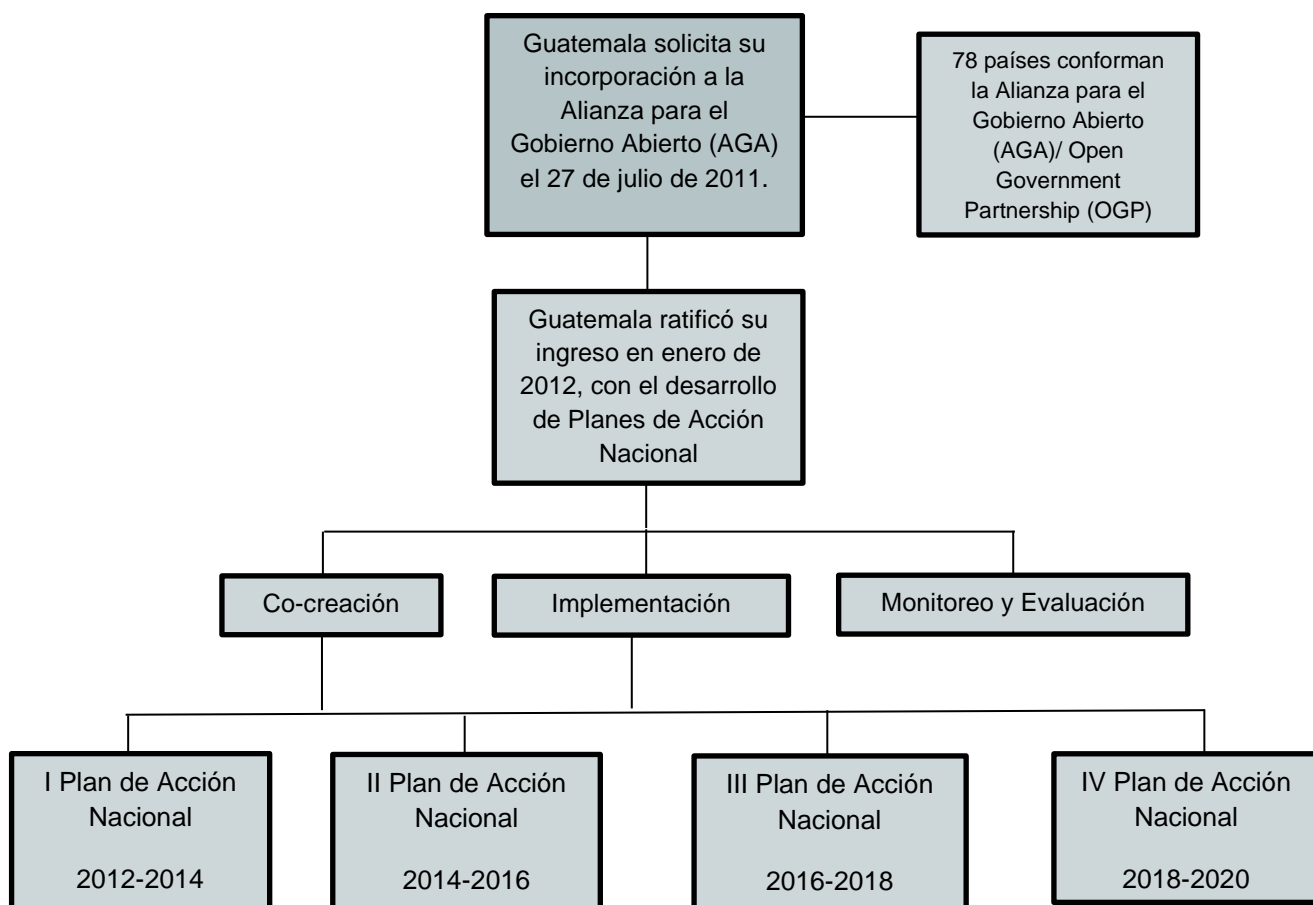 Guatemala solicita su
incorporación a la
Alianza para el
Gobierno Abierto (AGA)
el 27 de julio de 2011.
78 países conforman
la Alianza para el
Gobierno Abierto
(AGA)/ Open
Government
Partnership (OGP)
Guatemala ratificó su
ingreso en enero de
2012, con el desarrollo
de Planes de Acción
Nacional
Co-creación
Implementación
Monitoreo y Evaluación
I Plan de Acción
Nacional
2012-2014
II Plan de Acción
Nacional
2014-2016
III Plan de Acción
Nacional
2016-2018
IV Plan de Acción
Nacional
2018-2020